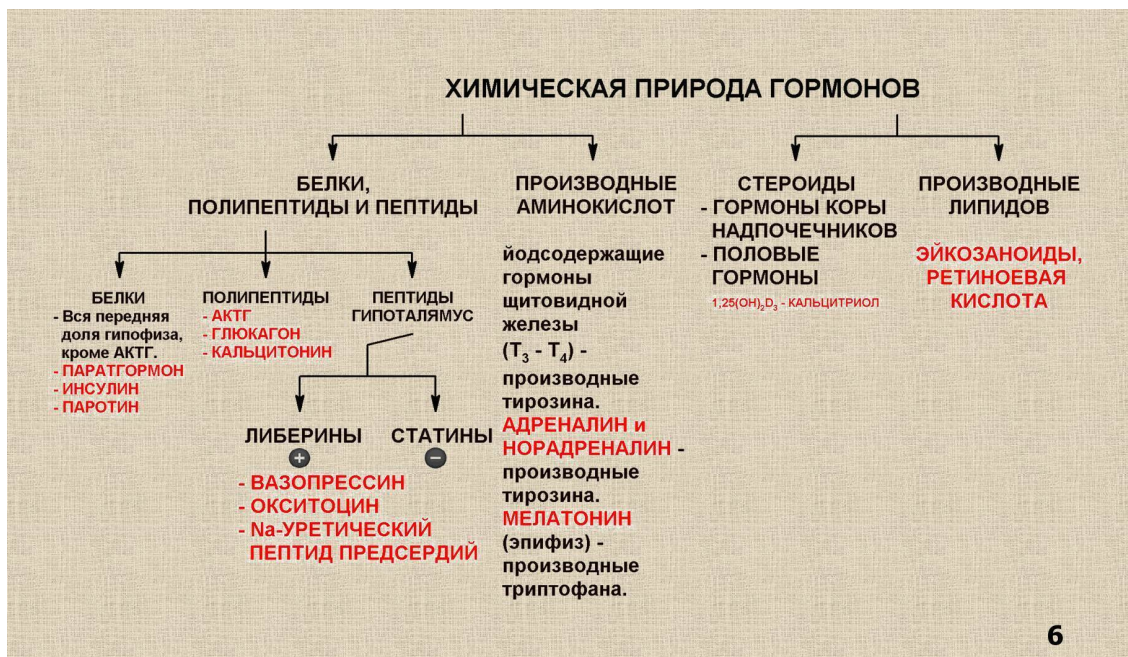 ХИМИЧЕСКАЯ ПРИРОДА ГОРМОНОВ
БЕЛКИ,
ПОЛИПЕПТИДЫ И ПЕПТИДЫ
БЕЛКИ
- Вся передняя
доля гипофиза,
кроме АКТГ.
- ПАРАТГОРМОН
- ИНСУЛИН
- ПАРОТИН
ПОЛИПЕПТИДЫ
- АКТГ
- ГЛЮКАГОН
- КАЛЬЦИТОНИН
ПЕПТИДЫ
ГИПОТАЛЯМУС
ЛИБЕРИНЫ
+
СТАТИНЫ
−
- ВАЗОПРЕССИН
- ОКСИТОЦИН
- Na-УРЕТИЧЕСКИЙ
ПЕПТИД ПРЕДСЕРДИЙ
ПРОИЗВОДНЫЕ
АМИНОКИСЛОТ
йодсодержащие
гормоны
щитовидной
железы
(T₃ - T₄) -
производные
тирозина.
АДРЕНАЛИН и
НОРАДРЕНАЛИН -
производные
тирозина.
МЕЛАТОНИН
(эпифиз) -
производные
триптофана.
СТЕРОИДЫ
- ГОРМОНЫ КОРЫ
НАДПОЧЕЧНИКОВ
- ПОЛОВЫЕ
ГОРМОНЫ
1,25(OH)₂D₃ - КАЛЬЦИТРИОЛ
ПРОИЗВОДНЫЕ
ЛИПИДОВ
ЭЙКОЗАНОИДЫ,
РЕТИНОЕВАЯ
КИСЛОТА
6